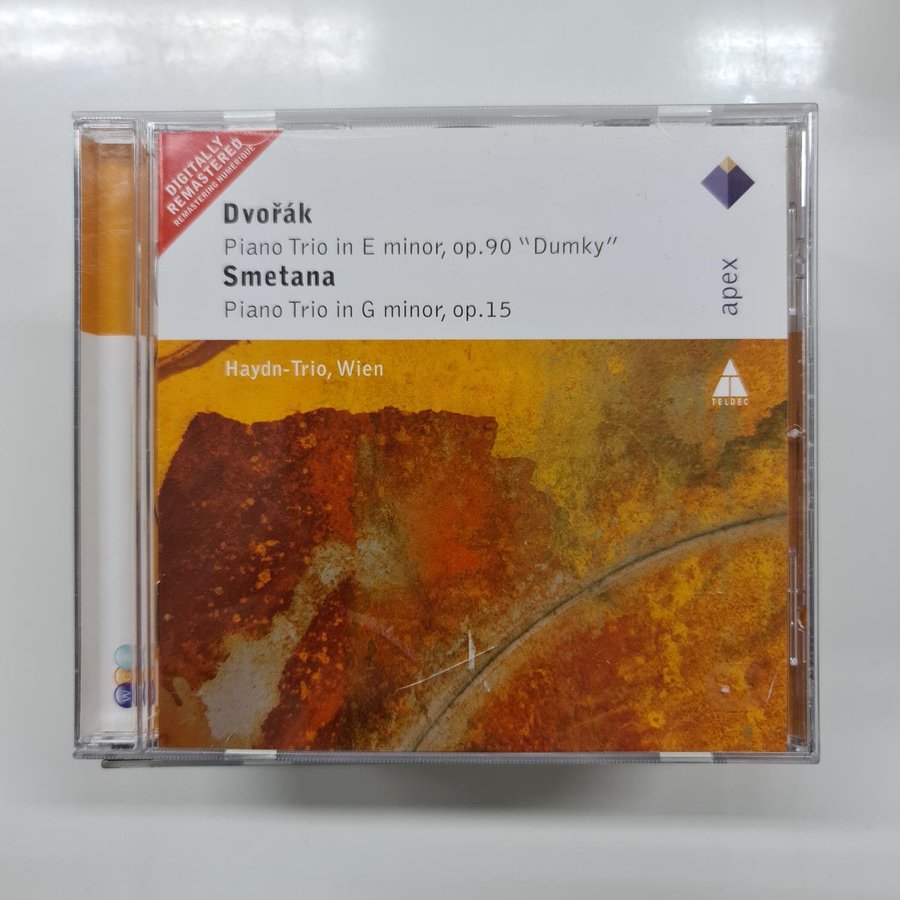 DIGITALLY
REMASTERED
REMASTERING NUMERIQUE
Dvořák
Piano Trio in E minor, op.90 “Dumky”
Smetana
Piano Trio in G minor, op.15
apex
Haydn-Trio, Wien
TELDEC
W